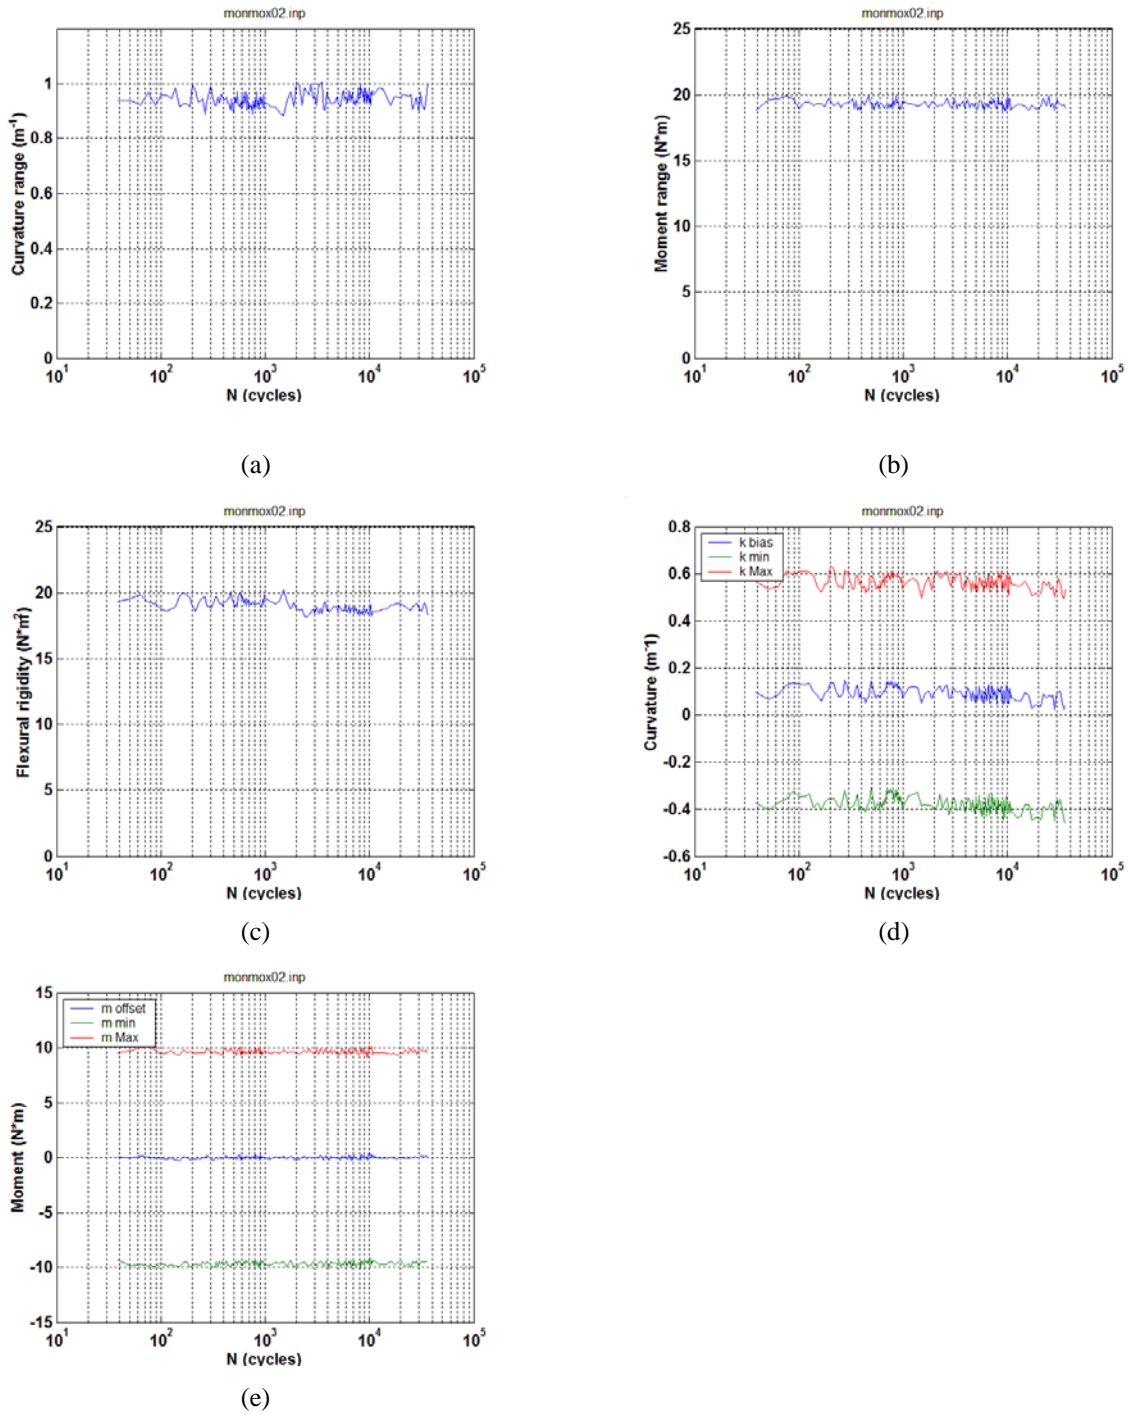 monmox02.inp
Curvature range (m⁻¹)
1
0.8
0.6
0.4
0.2
0
10¹ 10² 10³ 10⁴ 10⁵
N (cycles)
(a)
monmox02.inp
Moment range (N*m)
25
20
15
10
5
0
10¹ 10² 10³ 10⁴ 10⁵
N (cycles)
(b)
monmox02.inp
Flexural rigidity (N*m²)
25
20
15
10
5
0
10¹ 10² 10³ 10⁴ 10⁵
N (cycles)
(c)
monmox02.inp
k bias
k min
k Max
Curvature (m⁻¹)
0.8
0.6
0.4
0.2
0
-0.2
-0.4
-0.6
10¹ 10² 10³ 10⁴ 10⁵
N (cycles)
(d)
monmox02.inp
m offset
m min
m Max
Moment (N*m)
15
10
5
0
-5
-10
-15
10¹ 10² 10³ 10⁴ 10⁵
N (cycles)
(e)